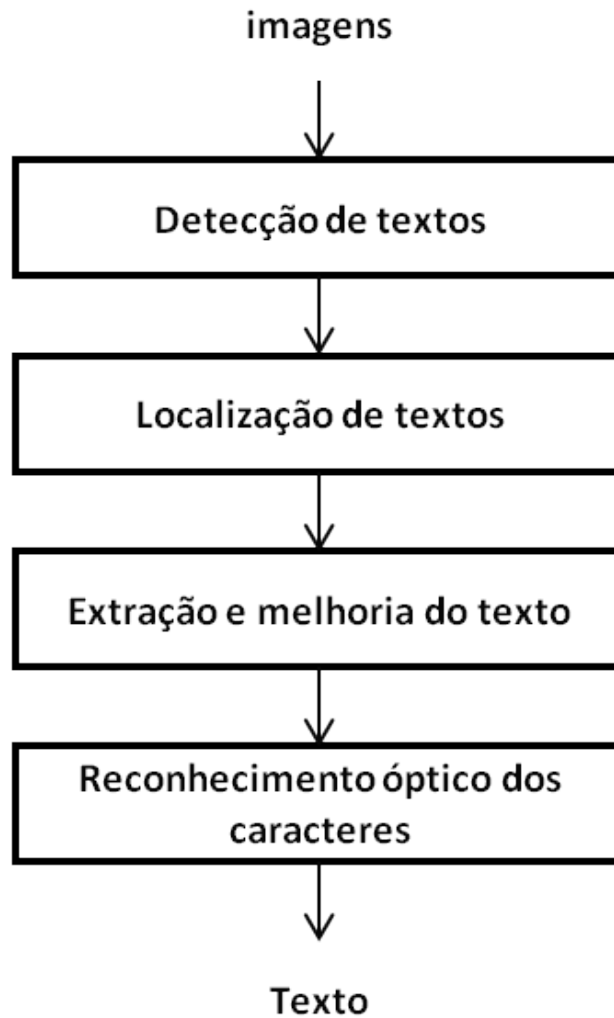 imagens
Detecção de textos
Localização de textos
Extração e melhoria do texto
Reconhecimento óptico dos
caracteres
Texto